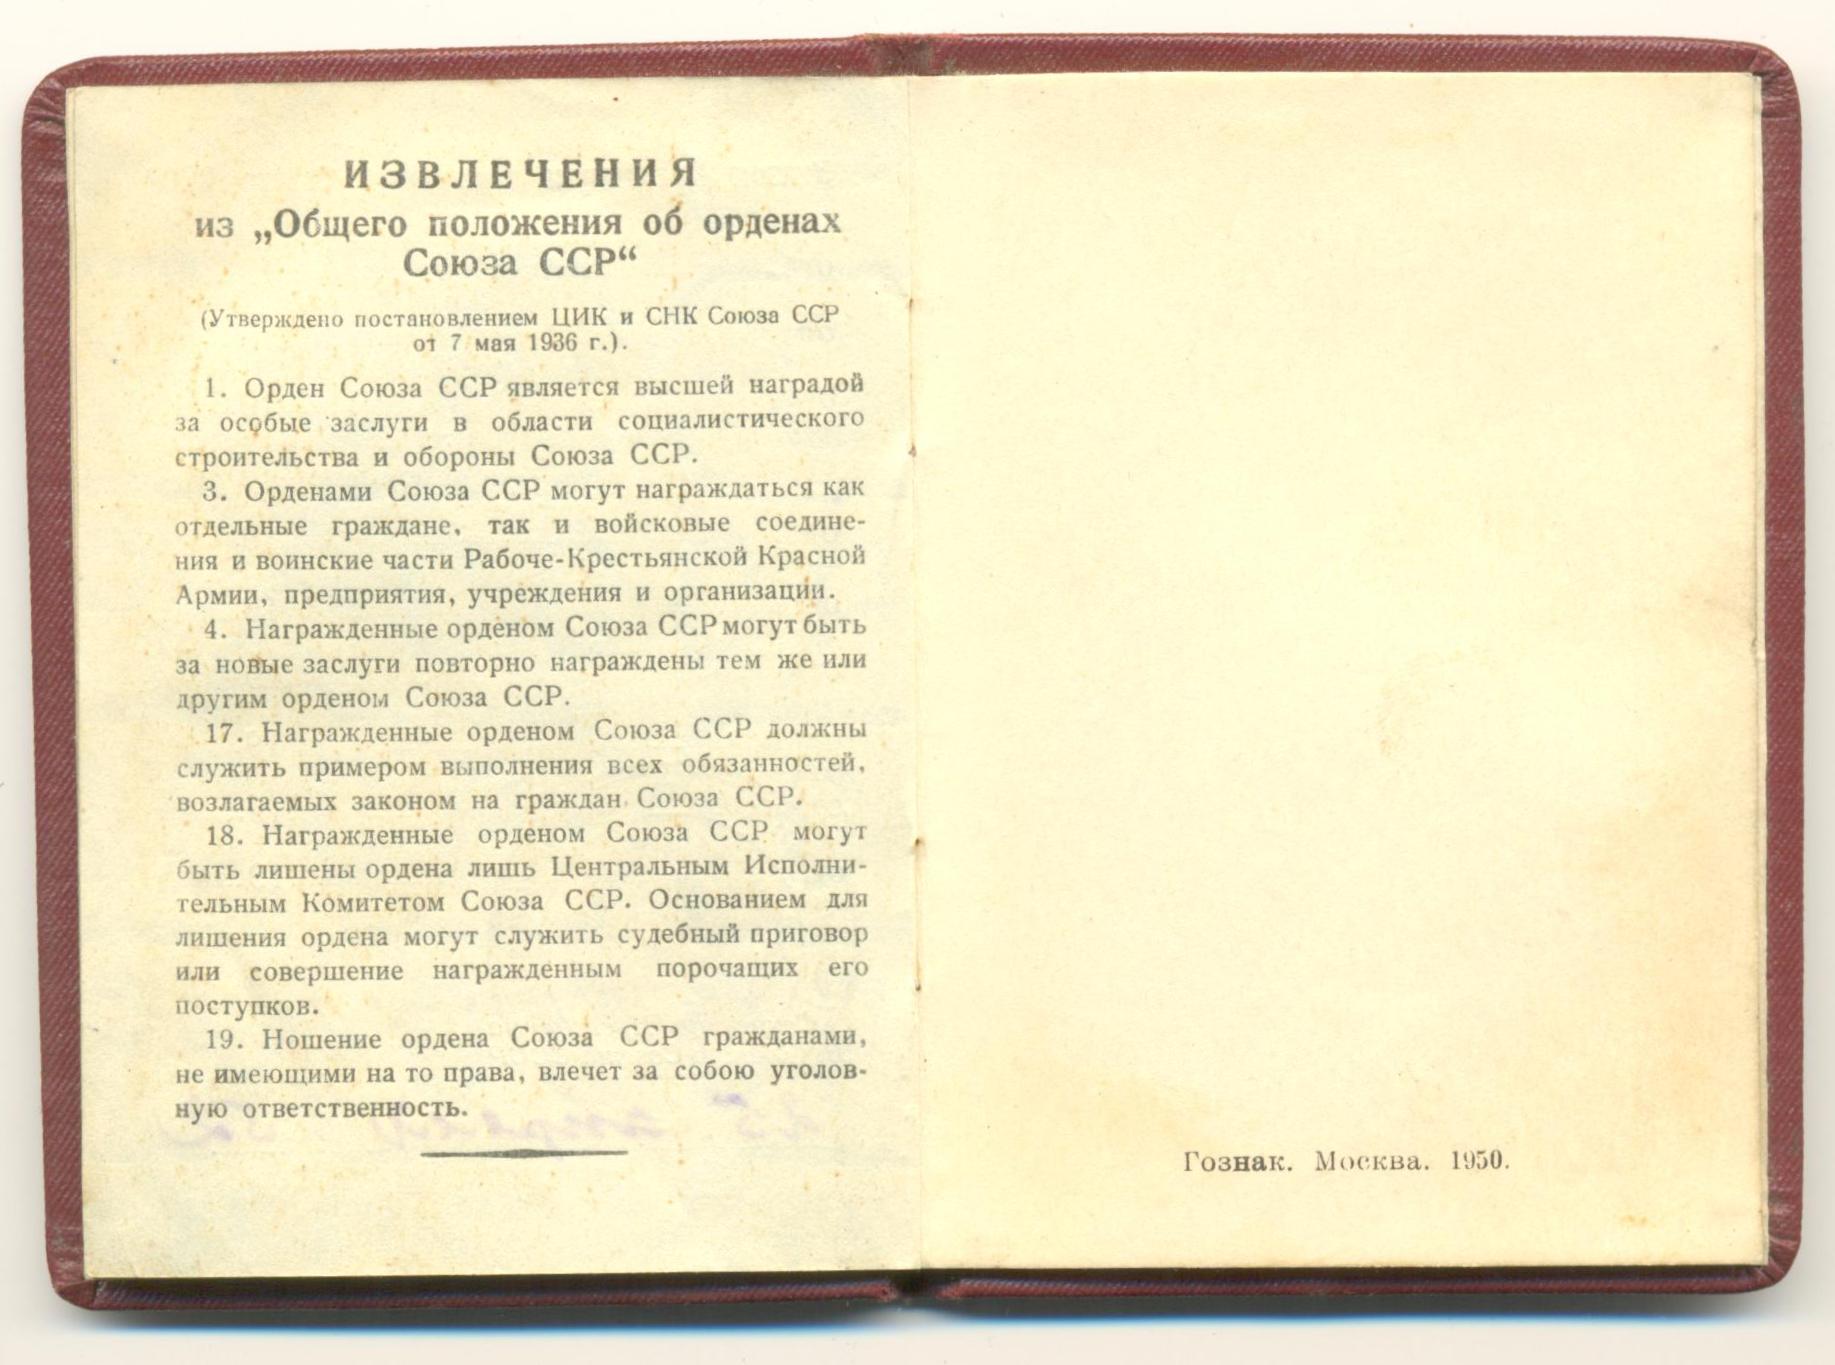 ИЗВЛЕЧЕНИЯ
из „Общего положения об орденах
Союза ССР“
(Утверждено постановлением ЦИК и СНК Союза ССР
от 7 мая 1936 г.).
1. Орден Союза ССР является высшей наградой
за особые заслуги в области социалистического
строительства и обороны Союза ССР.
3. Орденами Союза ССР могут награждаться как
отдельные граждане, так и войсковые соедине-
ния и воинские части Рабоче-Крестьянской Красной
Армии, предприятия, учреждения и организации.
4. Награжденные орденом Союза ССР могут быть
за новые заслуги повторно награждены тем же или
другим орденом Союза ССР.
17. Награжденные орденом Союза ССР должны
служить примером выполнения всех обязанностей,
возлагаемых законом на граждан Союза ССР.
18. Награжденные орденом Союза ССР могут
быть лишены ордена лишь Центральным Исполни-
тельным Комитетом Союза ССР. Основанием для
лишения ордена могут служить судебный приговор
или совершение награжденным порочащих его
поступков.
19. Ношение ордена Союза ССР гражданами,
не имеющими на то права, влечет за собою уголов-
ную ответственность.
Гознак. Москва. 1950.